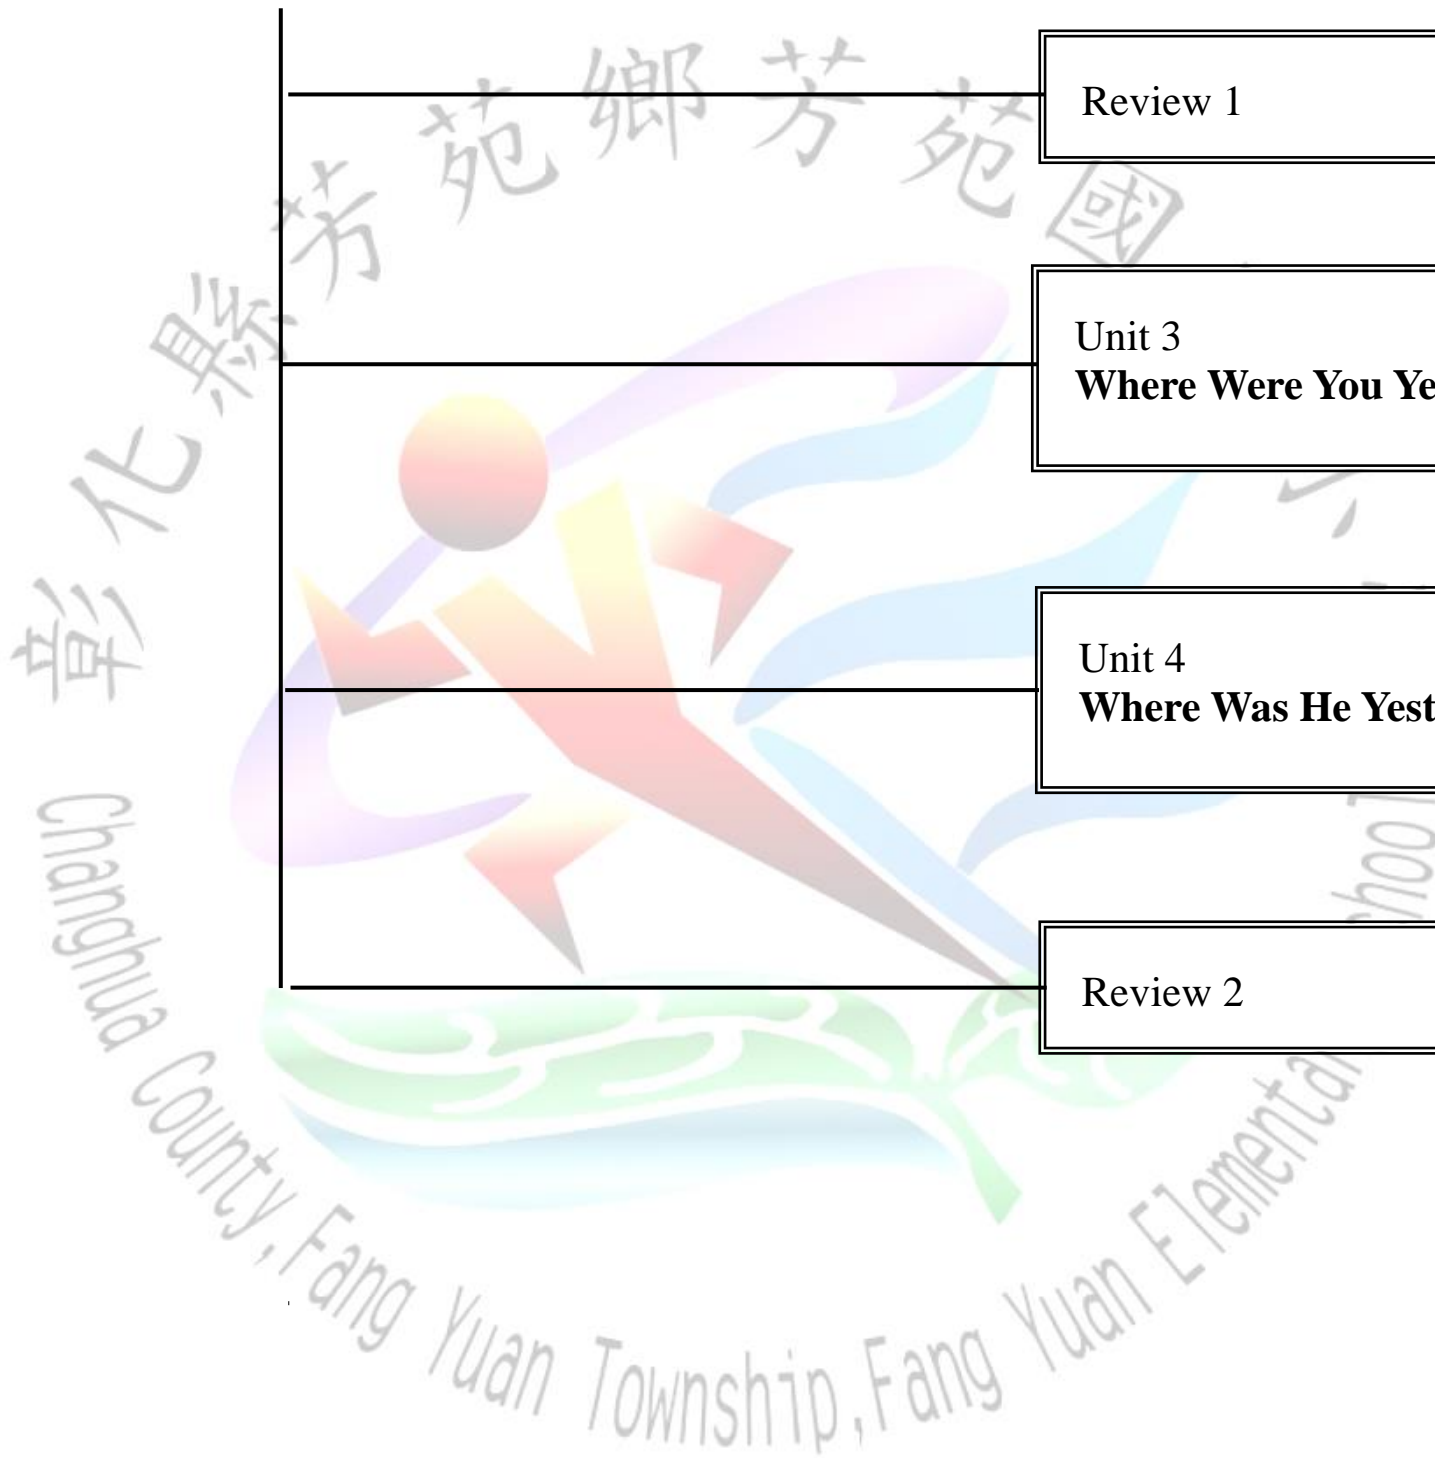 Review 1
Unit 3
Where Were You Ye
Unit 4
Where Was He Yest
Review 2
彰化縣芳苑鄉芳苑國
Changhua County,Fang Yuan Township,Fang Yuan Elementa
hool